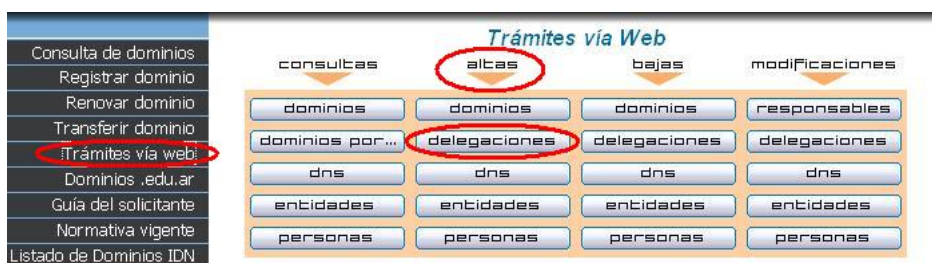 Consulta de dominios
Registrar dominio
Renovar dominio
Transferir dominio
Trámites vía web
Dominios .edu.ar
Guía del solicitante
Normativa vigente
Listado de Dominios IDN
Trámites vía Web
consultas altas bajas modificaciones
dominios dominios dominios responsables
dominios por... delegaciones delegaciones delegaciones
dns dns dns dns
entidades entidades entidades entidades
personas personas personas personas